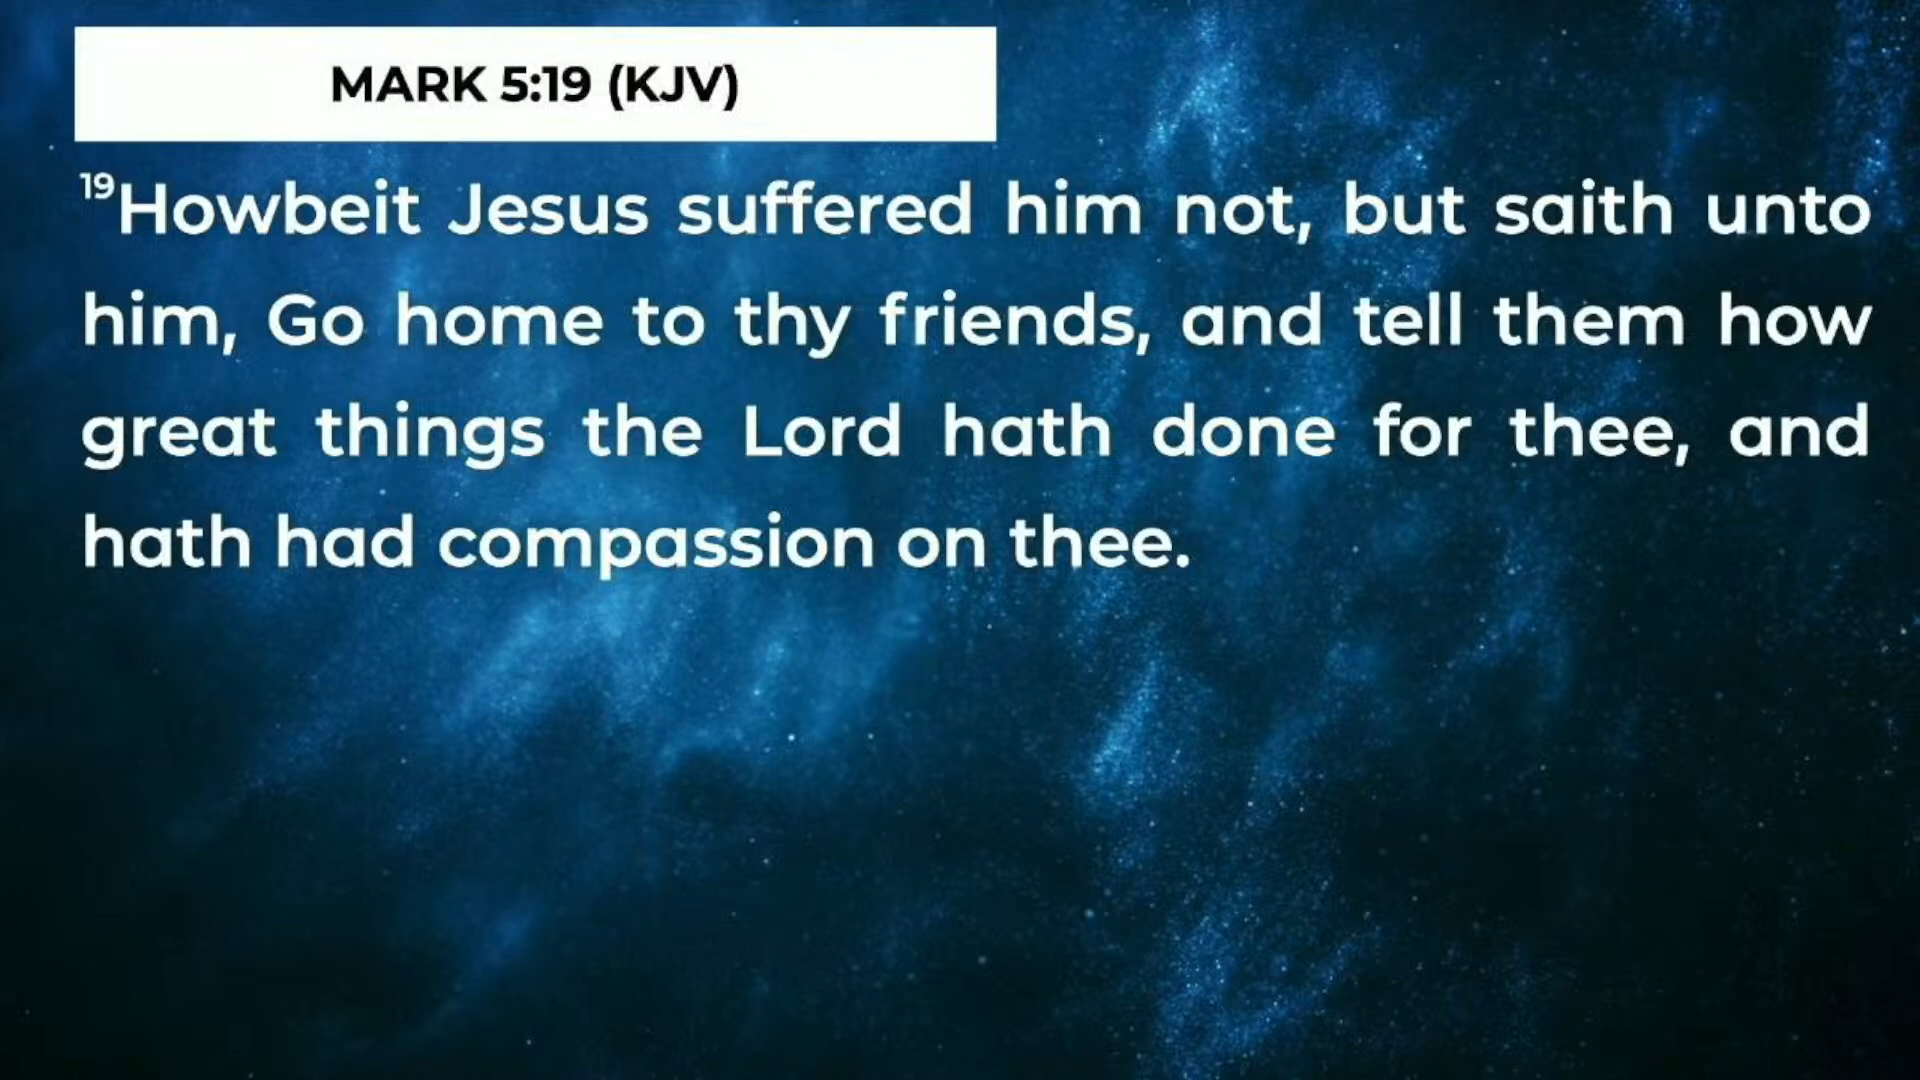 MARK 5:19 (KJV)
19Howbeit Jesus suffered him not, but saith unto
him, Go home to thy friends, and tell them how
great things the Lord hath done for thee, and
hath had compassion on thee.